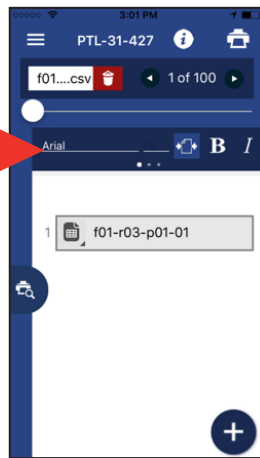 3:01 PM
PTL-31-427
f01....csv
1 of 100
Arial
B I
1 f01-r03-p01-01